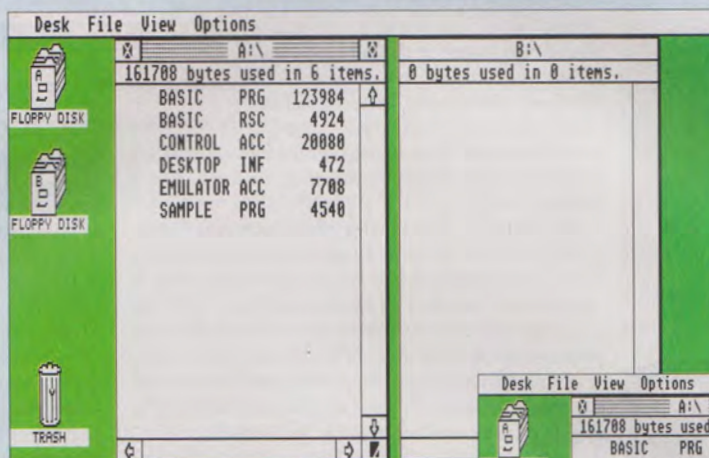 Desk File View Options
A:\
161708 bytes used in 6 items.
BASIC PRG 123984
BASIC RSC 4924
CONTROL ACC 20080
DESKTOP INF 472
EMULATOR ACC 7708
SAMPLE PRG 4540
B:\
0 bytes used in 0 items.
A
FLOPPY DISK
B
FLOPPY DISK
TRASH
Desk File View Options
A:\
161708 bytes used
BASIC PRG